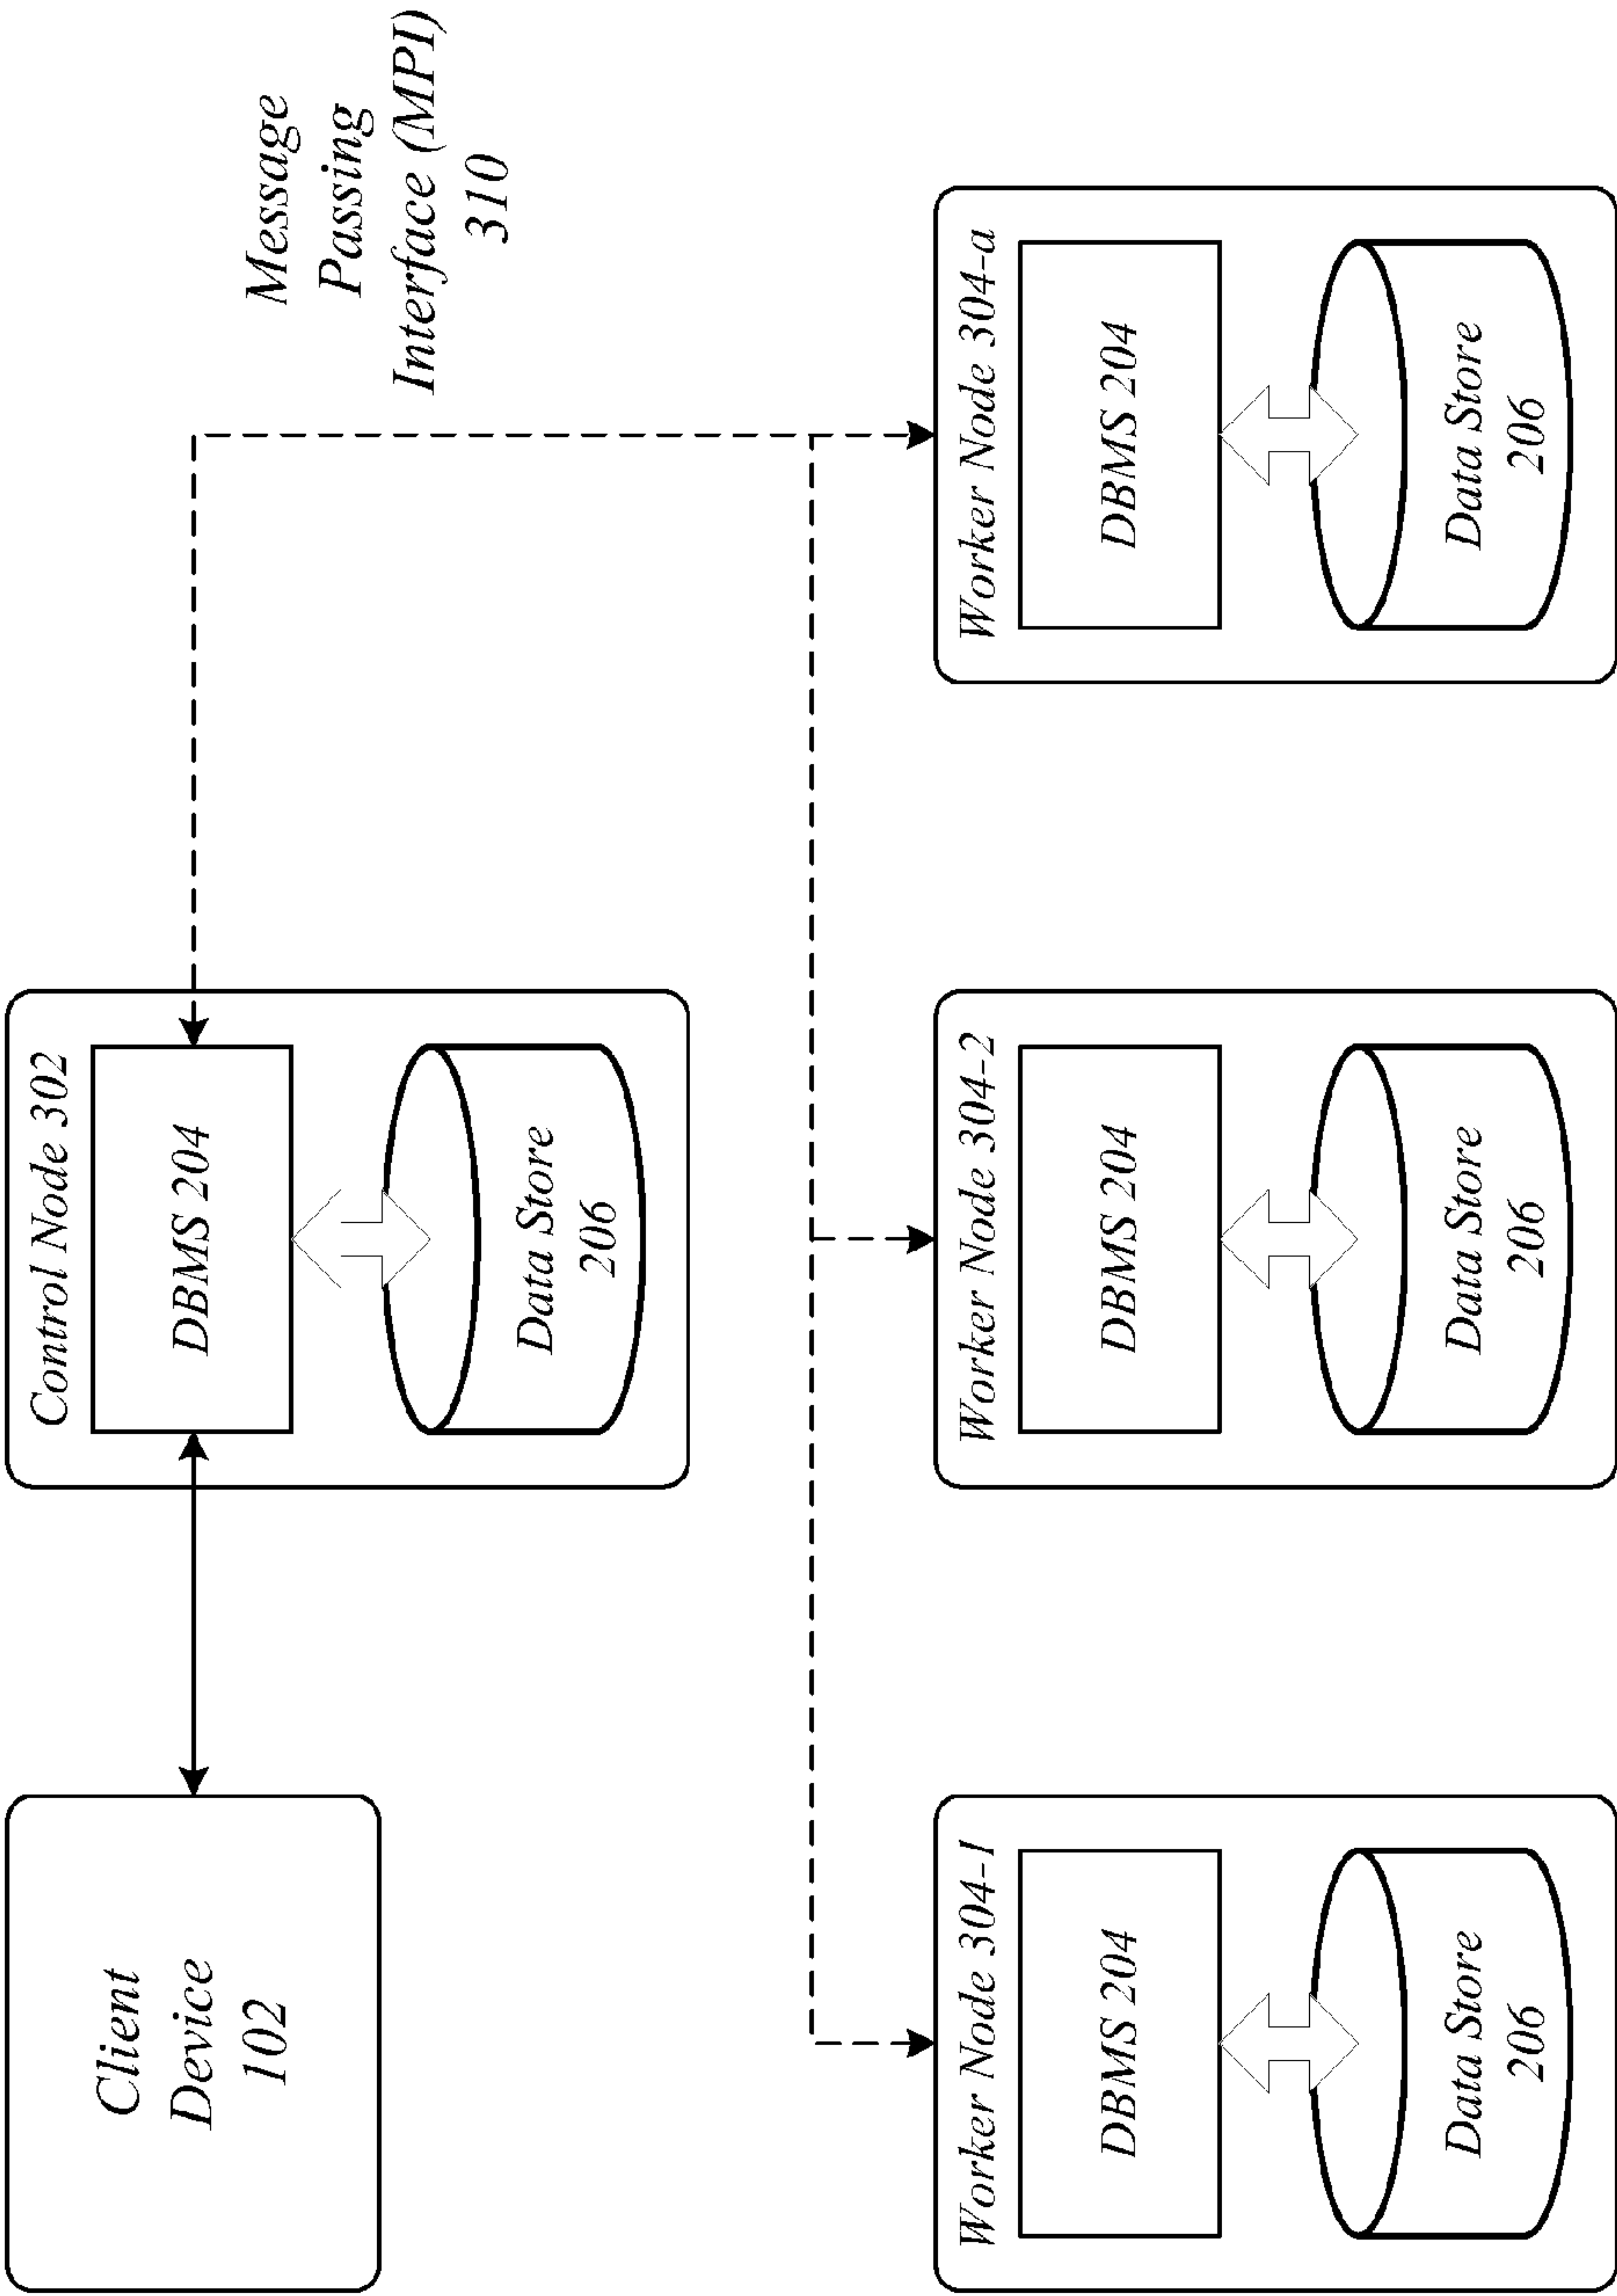 Client
Device
102
Control Node 302
DBMS 204
Data Store
206
Message
Passing
Interface (MPI)
310
Worker Node 304-1
DBMS 204
Data Store
206
Worker Node 304-2
DBMS 204
Data Store
206
Worker Node 304-a
DBMS 204
Data Store
206